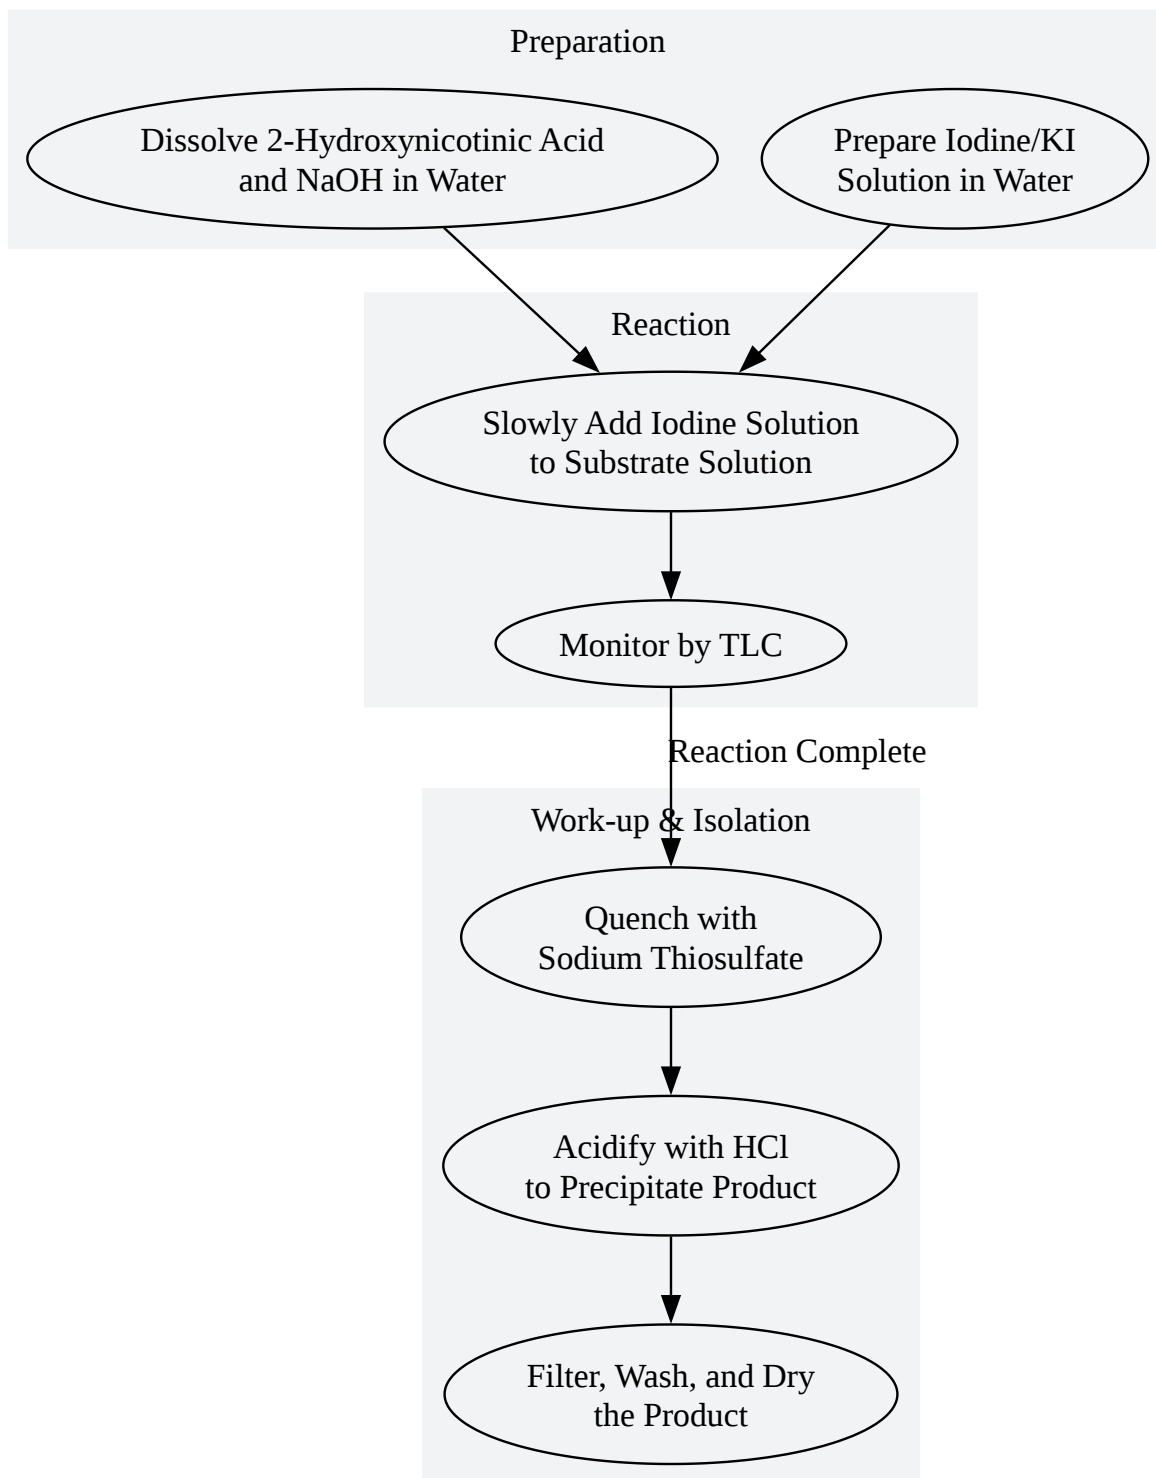 Preparation
Dissolve 2-Hydroxynicotinic Acid
and NaOH in Water
Prepare Iodine/KI
Solution in Water
Reaction
Slowly Add Iodine Solution
to Substrate Solution
Monitor by TLC
Reaction Complete
Work-up & Isolation
Quench with
Sodium Thiosulfate
Acidify with HCl
to Precipitate Product
Filter, Wash, and Dry
the Product